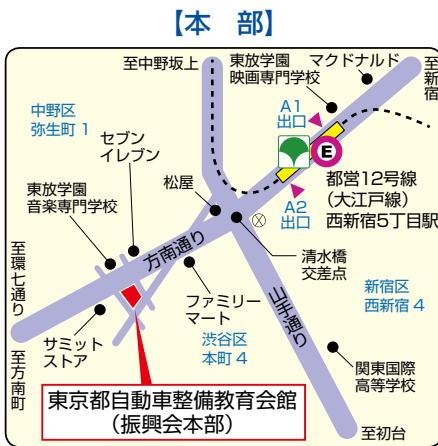 【本 部】
至中野坂上
東放学園
映画専門学校
マクドナルド
至新宿
中野区
弥生町 1
A1
出口
セブン
イレブン
E
松屋
都営12号線
(大江戸線)
西新宿5丁目駅
東放学園
音楽専門学校
A2
出口
方南通り
清水橋
交差点
至環七通り
山手通り
新宿区
西新宿 4
ファミリー
マート
サミット
ストア
渋谷区
本町 4
至方南町
関東国際
高等学校
東京都自動車整備教育会館
(振興会本部)
至初台